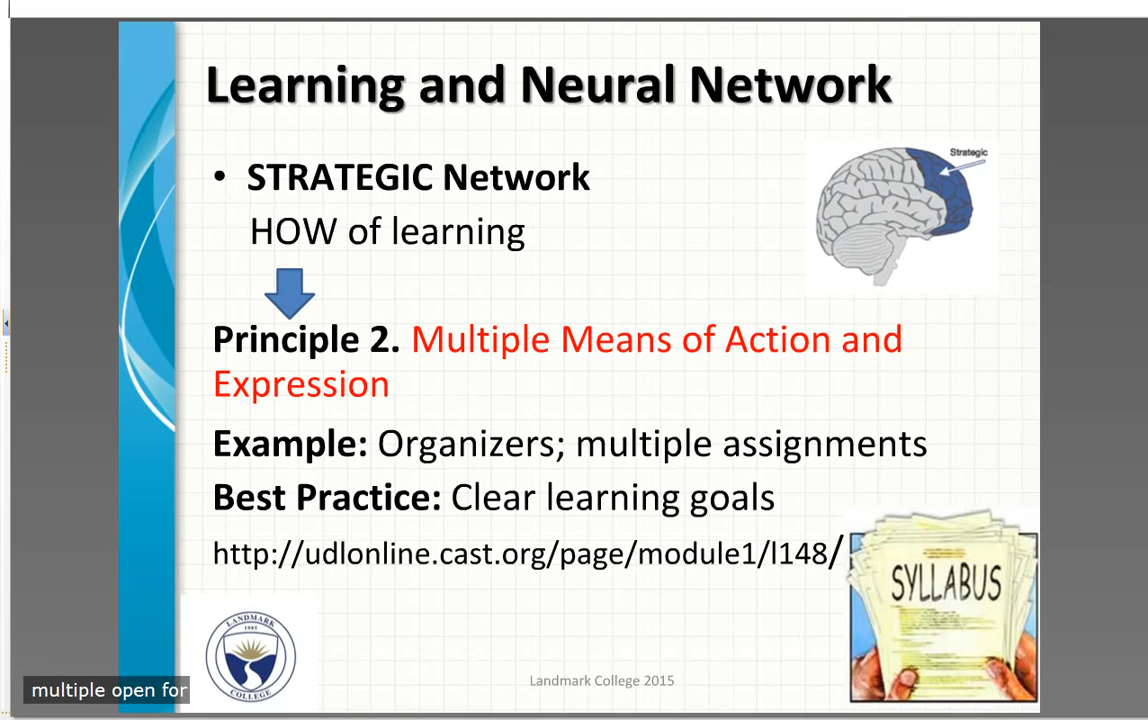 Learning and Neural Network
• STRATEGIC Network
HOW of learning
Strategic
Principle 2. Multiple Means of Action and
Expression
Example: Organizers; multiple assignments
Best Practice: Clear learning goals
http://udlonline.cast.org/page/module1/l148/
SYLLABUS
LANDMARK
1985
COLLEGE
Landmark College 2015
multiple open for